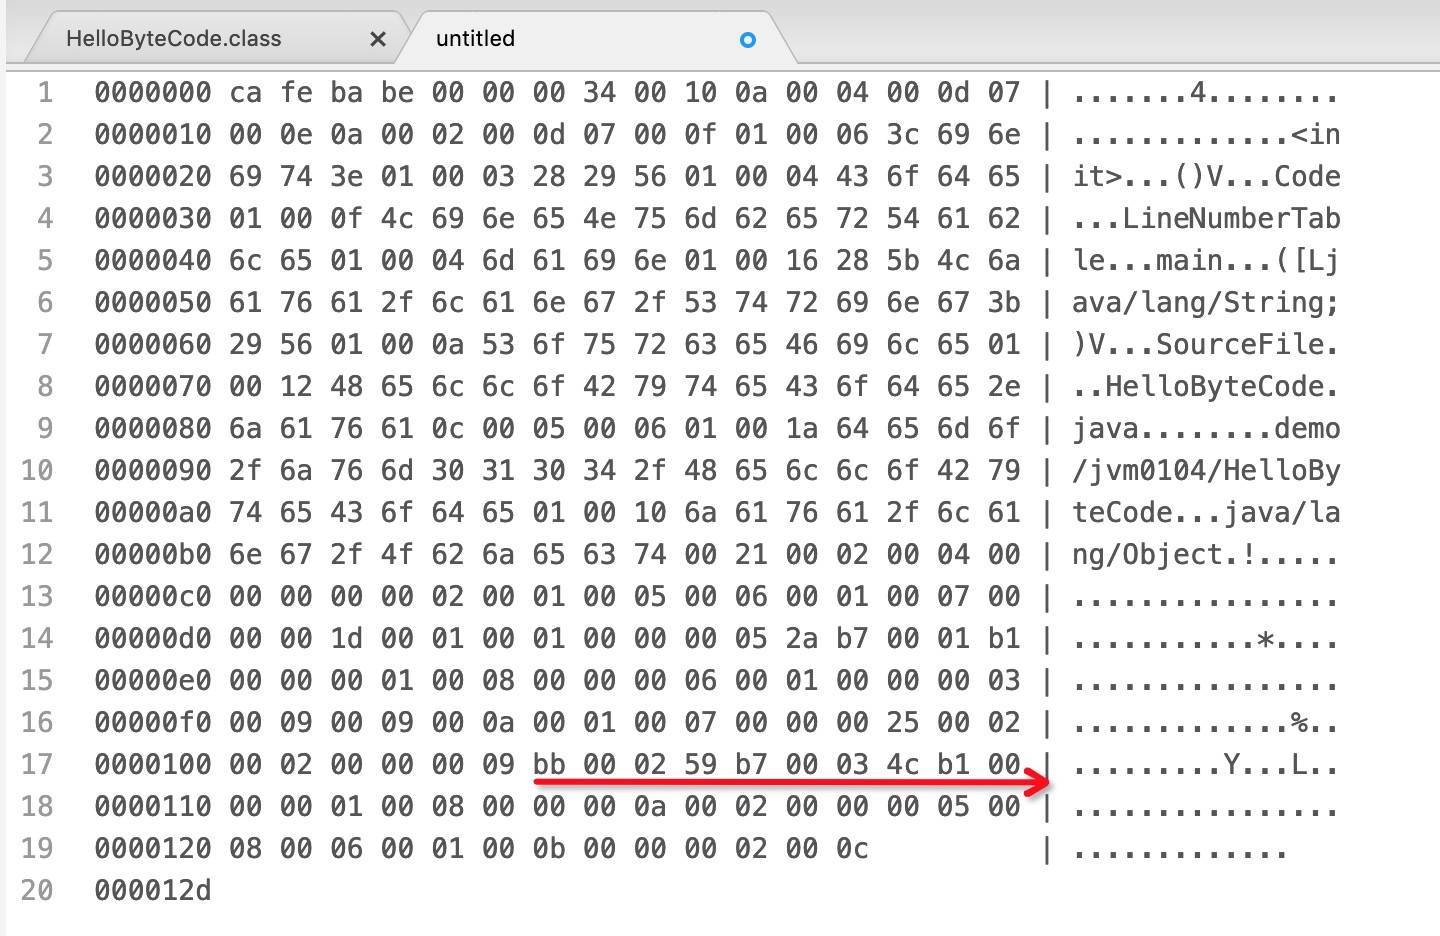 HelloByteCode.class × untitled
1 0000000 ca fe ba be 00 00 00 34 00 10 0a 00 04 00 0d 07 | .......4........
2 0000010 00 0e 0a 00 02 00 0d 07 00 0f 01 00 06 3c 69 6e | .............<in
3 0000020 69 74 3e 01 00 03 28 29 56 01 00 04 43 6f 64 65 | it>...()V...Code
4 0000030 01 00 0f 4c 69 6e 65 4e 75 6d 62 65 72 54 61 62 | ...LineNumberTab
5 0000040 6c 65 01 00 04 6d 61 69 6e 01 00 16 28 5b 4c 6a | le...main...([Lj
6 0000050 61 76 61 2f 6c 61 6e 67 2f 53 74 72 69 6e 67 3b | ava/lang/String;
7 0000060 29 56 01 00 0a 53 6f 75 72 63 65 46 69 6c 65 01 | )V...SourceFile.
8 0000070 00 12 48 65 6c 6c 6f 42 79 74 65 43 6f 64 65 2e | ..HelloByteCode.
9 0000080 6a 61 76 61 0c 00 05 00 06 01 00 1a 64 65 6d 6f | java........demo
10 0000090 2f 6a 76 6d 30 31 30 34 2f 48 65 6c 6c 6f 42 79 | /jvm0104/HelloBy
11 00000a0 74 65 43 6f 64 65 01 00 10 6a 61 76 61 2f 6c 61 | teCode...java/la
12 00000b0 6e 67 2f 4f 62 6a 65 63 74 00 21 00 02 00 04 00 | ng/Object.!.....
13 00000c0 00 00 00 00 02 00 01 00 05 00 06 00 01 00 07 00 | ................
14 00000d0 00 00 1d 00 01 00 01 00 00 00 05 2a b7 00 01 b1 | ...........*....
15 00000e0 00 00 00 01 00 08 00 00 00 06 00 01 00 00 00 03 | ................
16 00000f0 00 09 00 09 00 0a 00 01 00 07 00 00 00 25 00 02 | .............%..
17 0000100 00 02 00 00 00 09 bb 00 02 59 b7 00 03 4c b1 00 | .........Y...L..
18 0000110 00 00 01 00 08 00 00 00 0a 00 02 00 00 00 05 00 | ................
19 0000120 08 00 06 00 01 00 0b 00 00 00 02 00 0c | .............
20 000012d